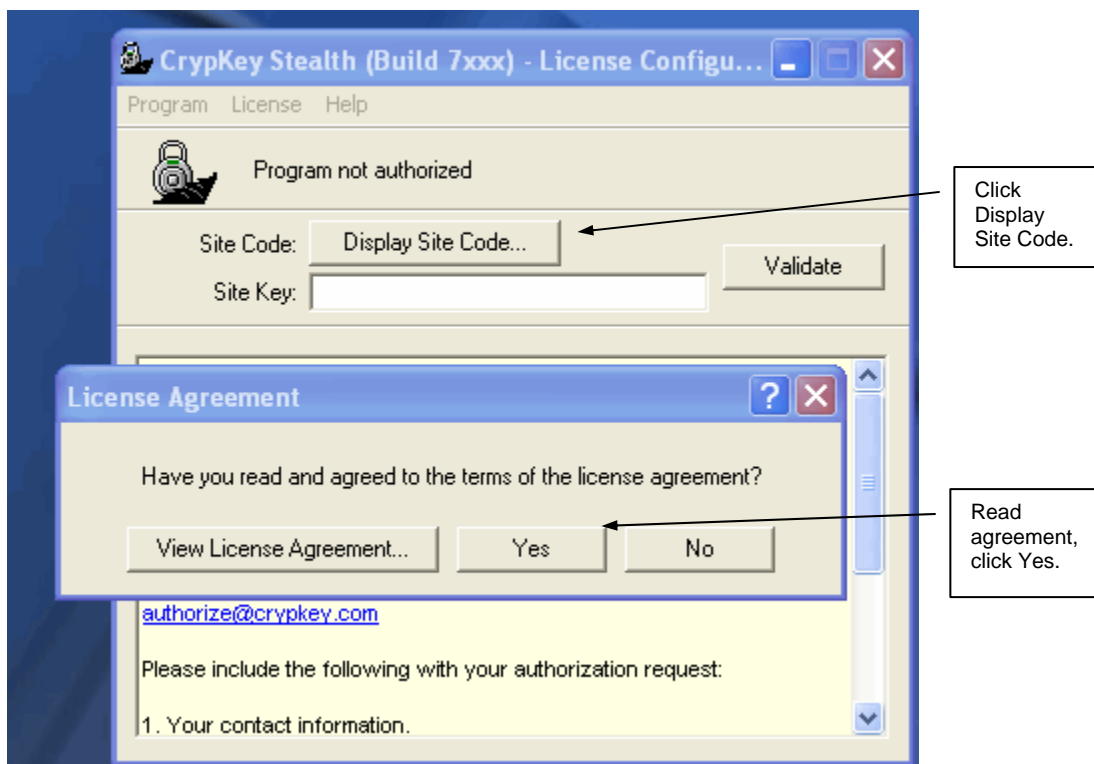 CrypKey Stealth (Build 7xxx) - License Configu...
Program License Help
Program not authorized
Site Code: Display Site Code...
Validate
Site Key:
Click
Display
Site Code.
License Agreement
Have you read and agreed to the terms of the license agreement?
View License Agreement... Yes No
Read
agreement,
click Yes.
authorize@crypkey.com
Please include the following with your authorization request:
1. Your contact information.